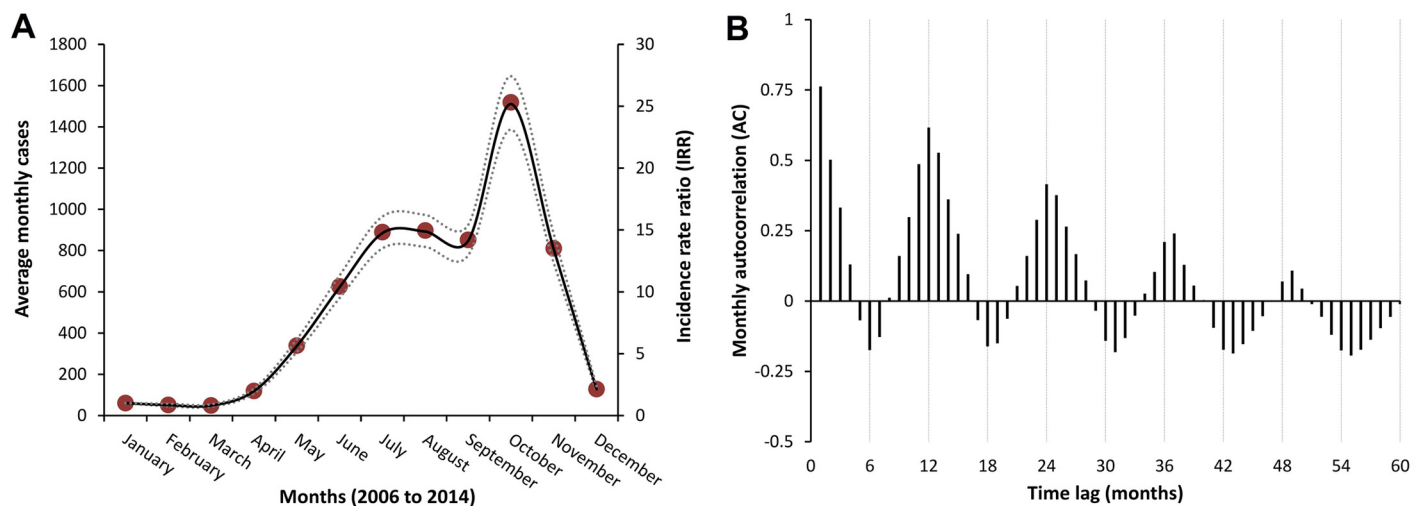 A
Average monthly cases
1800
1600
1400
1200
1000
800
600
400
200
0
30
25
20
15
10
5
0
Incidence rate ratio (IRR)
January
February
March
April
May
June
July
August
September
October
November
December
Months (2006 to 2014)
B
Monthly autocorrelation (AC)
1
0.75
0.5
0.25
0
-0.25
-0.5
0 6 12 18 24 30 36 42 48 54 60
Time lag (months)